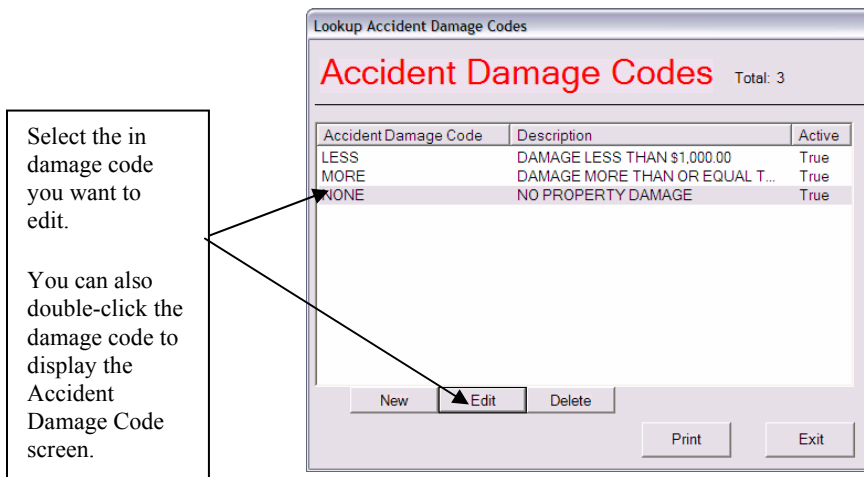 Lookup Accident Damage Codes
Accident Damage Codes Total: 3
Select the in
damage code
you want to
edit.
You can also
double-click the
damage code to
display the
Accident
Damage Code
screen.
Accident Damage Code Description Active
LESS DAMAGE LESS THAN $1,000.00 True
MORE DAMAGE MORE THAN OR EQUAL T... True
NONE NO PROPERTY DAMAGE True
New Edit Delete
Print Exit